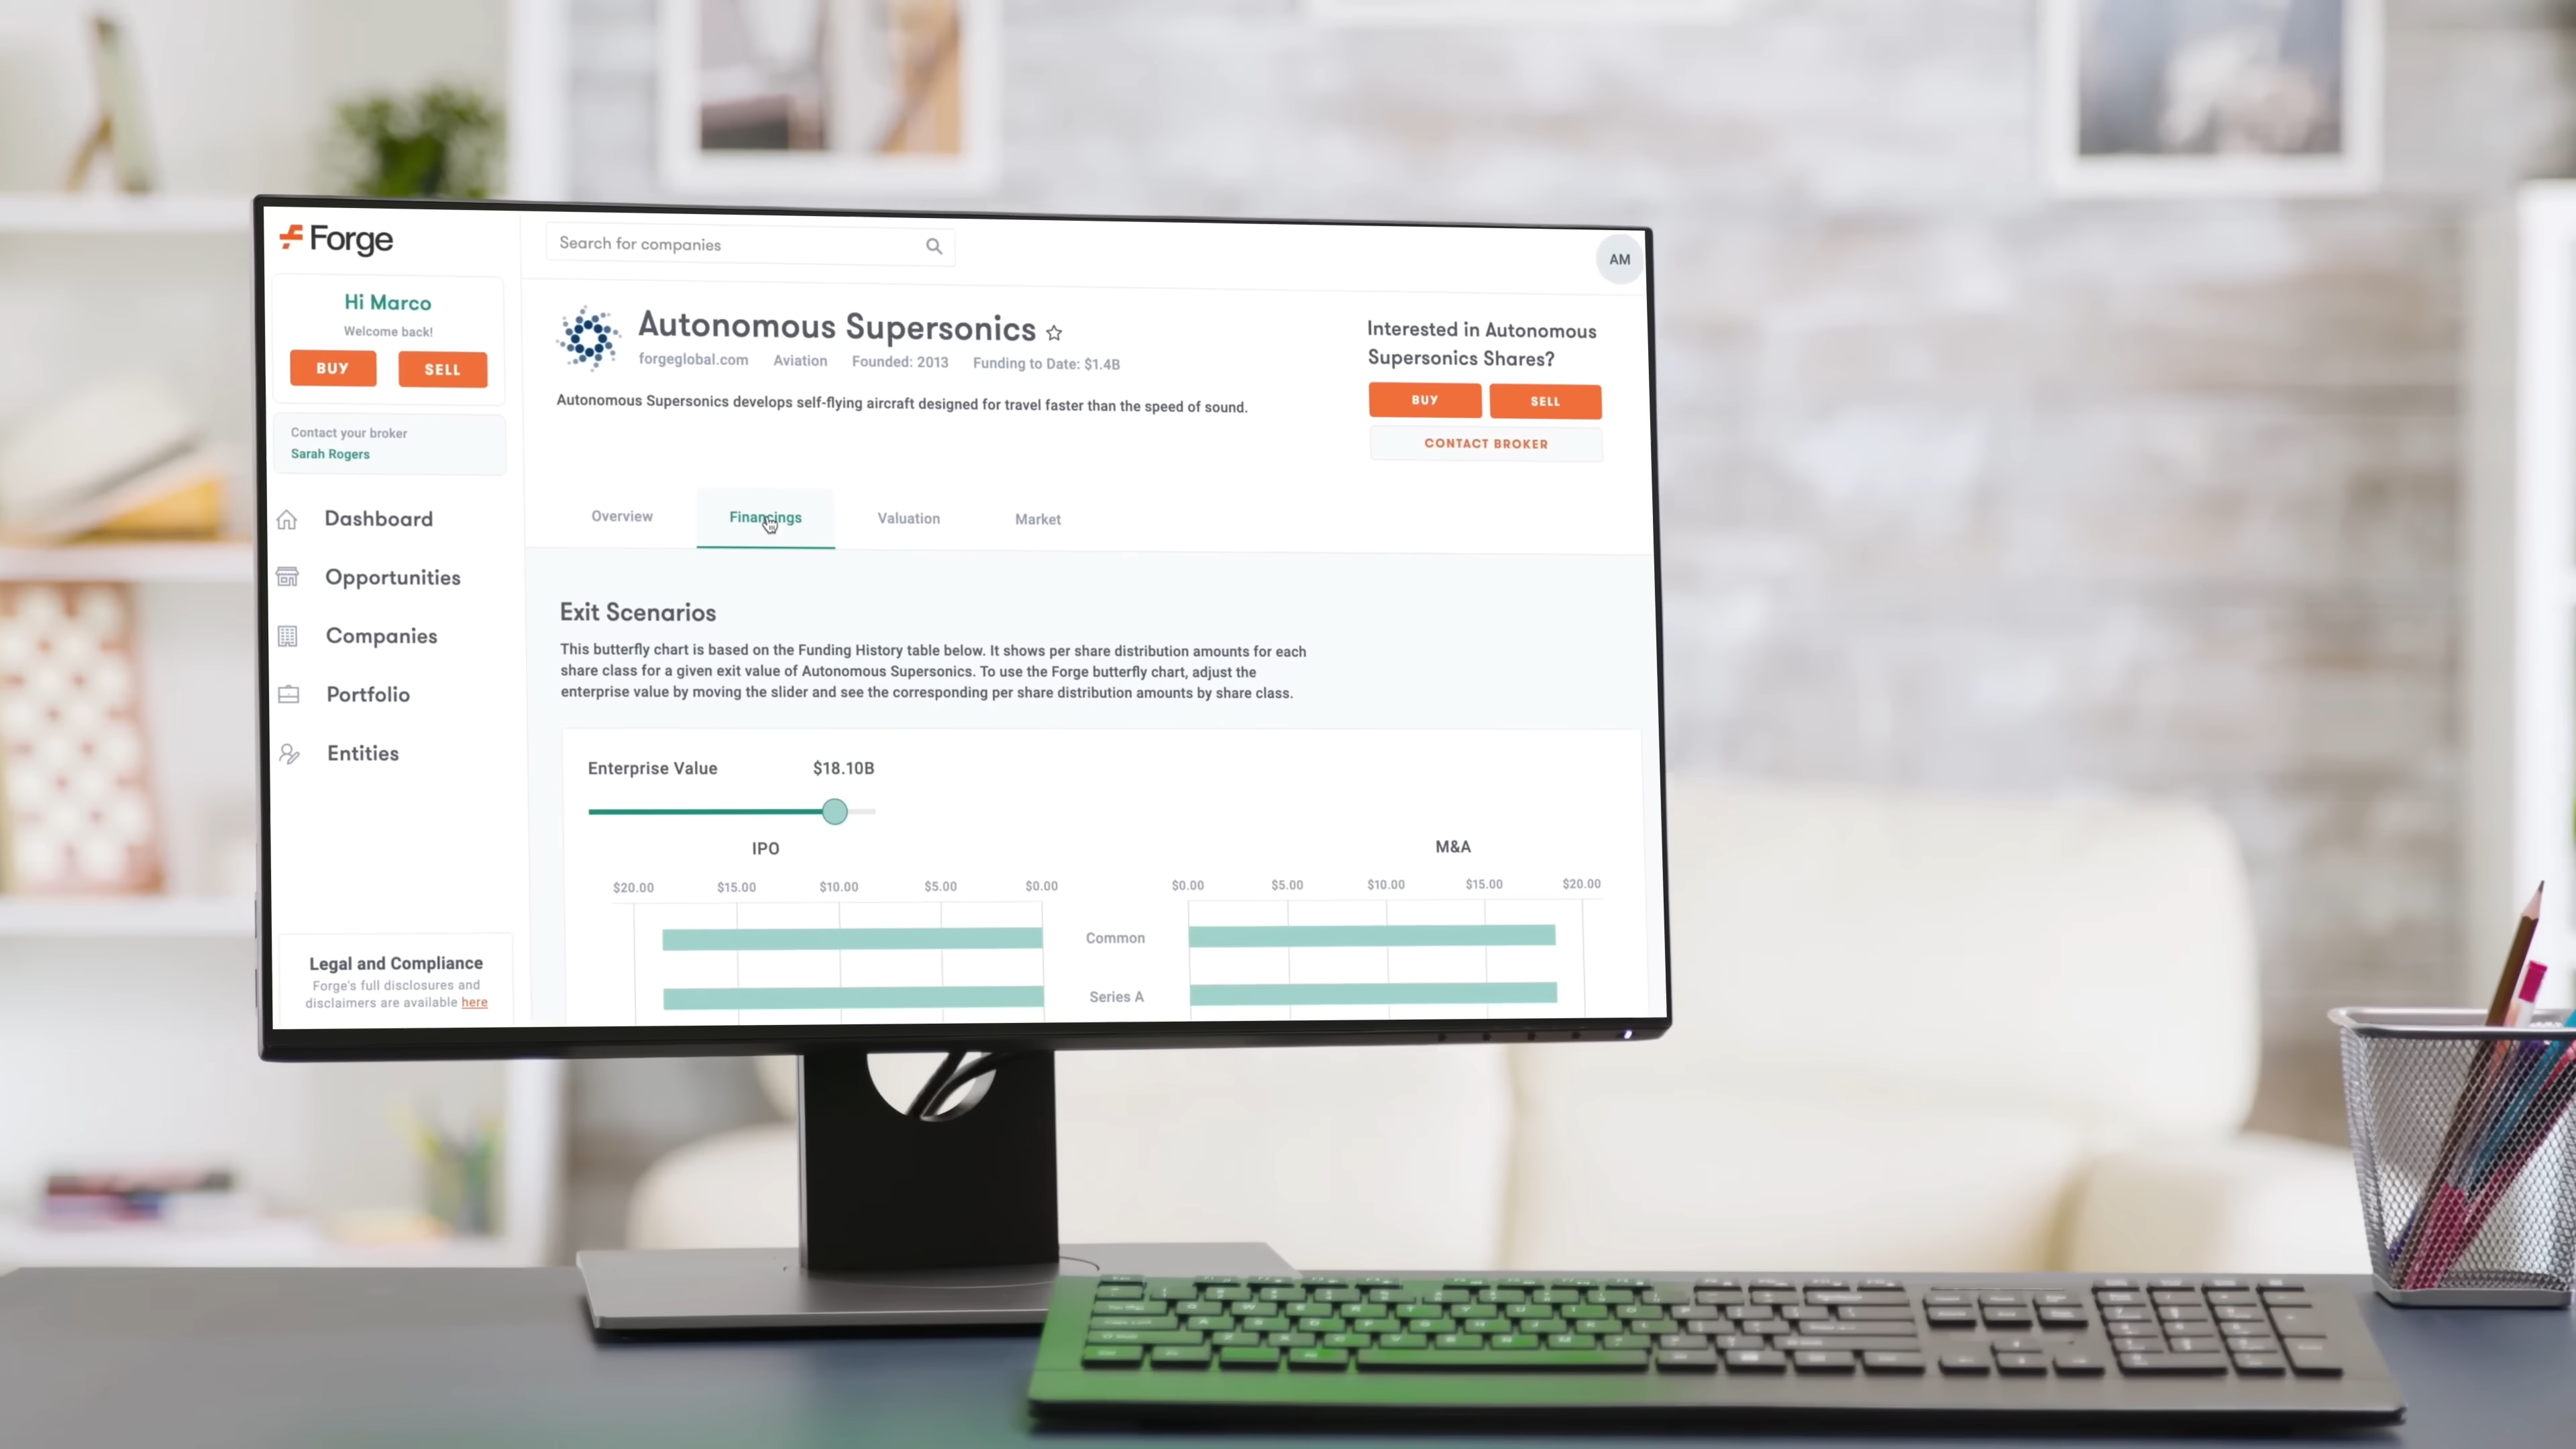 Forge
Hi Marco
Welcome back!
BUY
SELL
Contact your broker
Sarah Rogers
Dashboard
Opportunities
Companies
Portfolio
Entities
Legal and Compliance
Forge's full disclosures and
disclaimers are available here
Search for companies
AM
Autonomous Supersonics
forgeglobal.com Aviation Founded: 2013 Funding to Date: $1.4B
Autonomous Supersonics develops self-flying aircraft designed for travel faster than the speed of sound.
Interested in Autonomous
Supersonics Shares?
BUY
SELL
CONTACT BROKER
Overview Financings Valuation Market
Exit Scenarios
This butterfly chart is based on the Funding History table below. It shows per share distribution amounts for each
share class for a given exit value of Autonomous Supersonics. To use the Forge butterfly chart, adjust the
enterprise value by moving the slider and see the corresponding per share distribution amounts by share class.
Enterprise Value $18.10B
IPO
M&A
$20.00 $15.00 $10.00 $5.00 $0.00
$0.00 $5.00 $10.00 $15.00 $20.00
Common
Series A